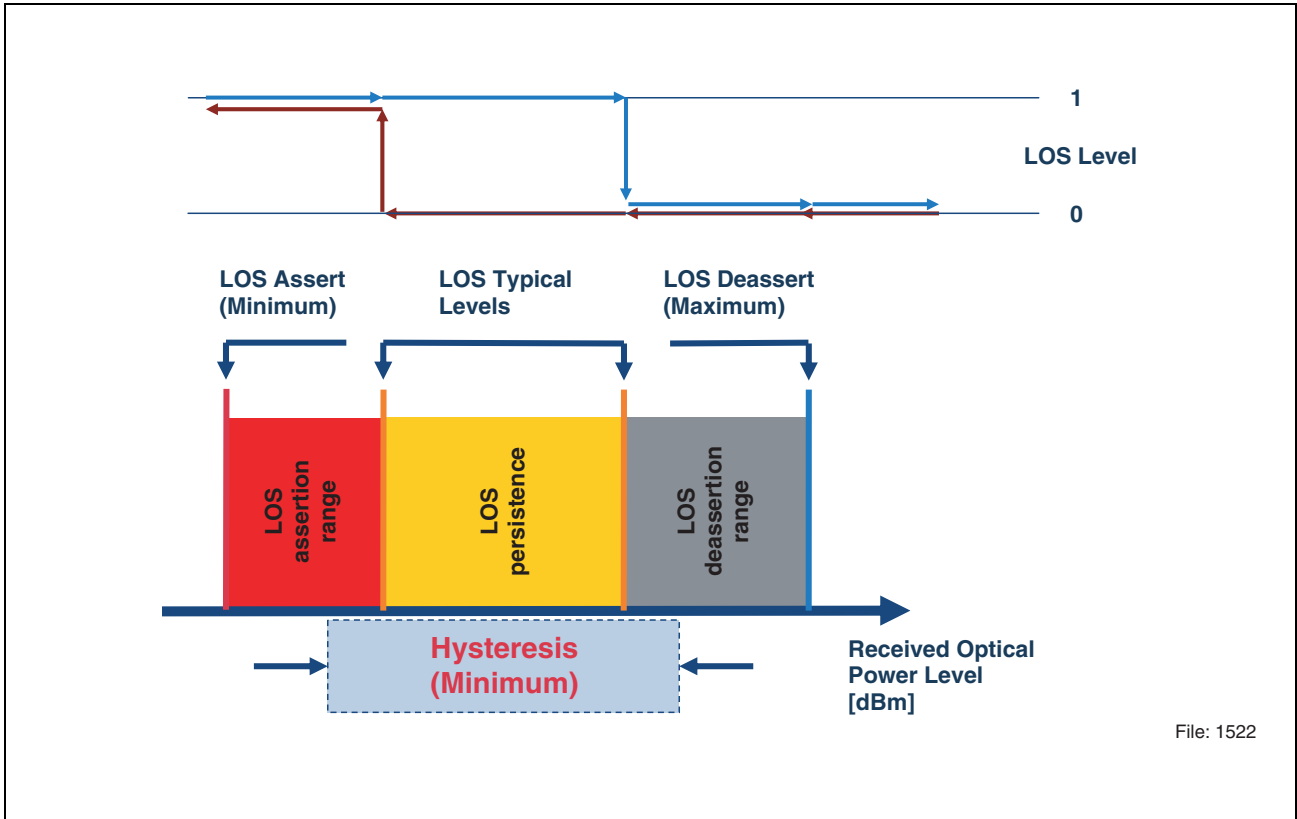 1
LOS Level
0
LOS Assert
(Minimum)
LOS Typical
Levels
LOS Deassert
(Maximum)
LOS
assertion
range
LOS
persistence
LOS
deassertion
range
Hysteresis
(Minimum)
Received Optical
Power Level
[dBm]
File: 1522